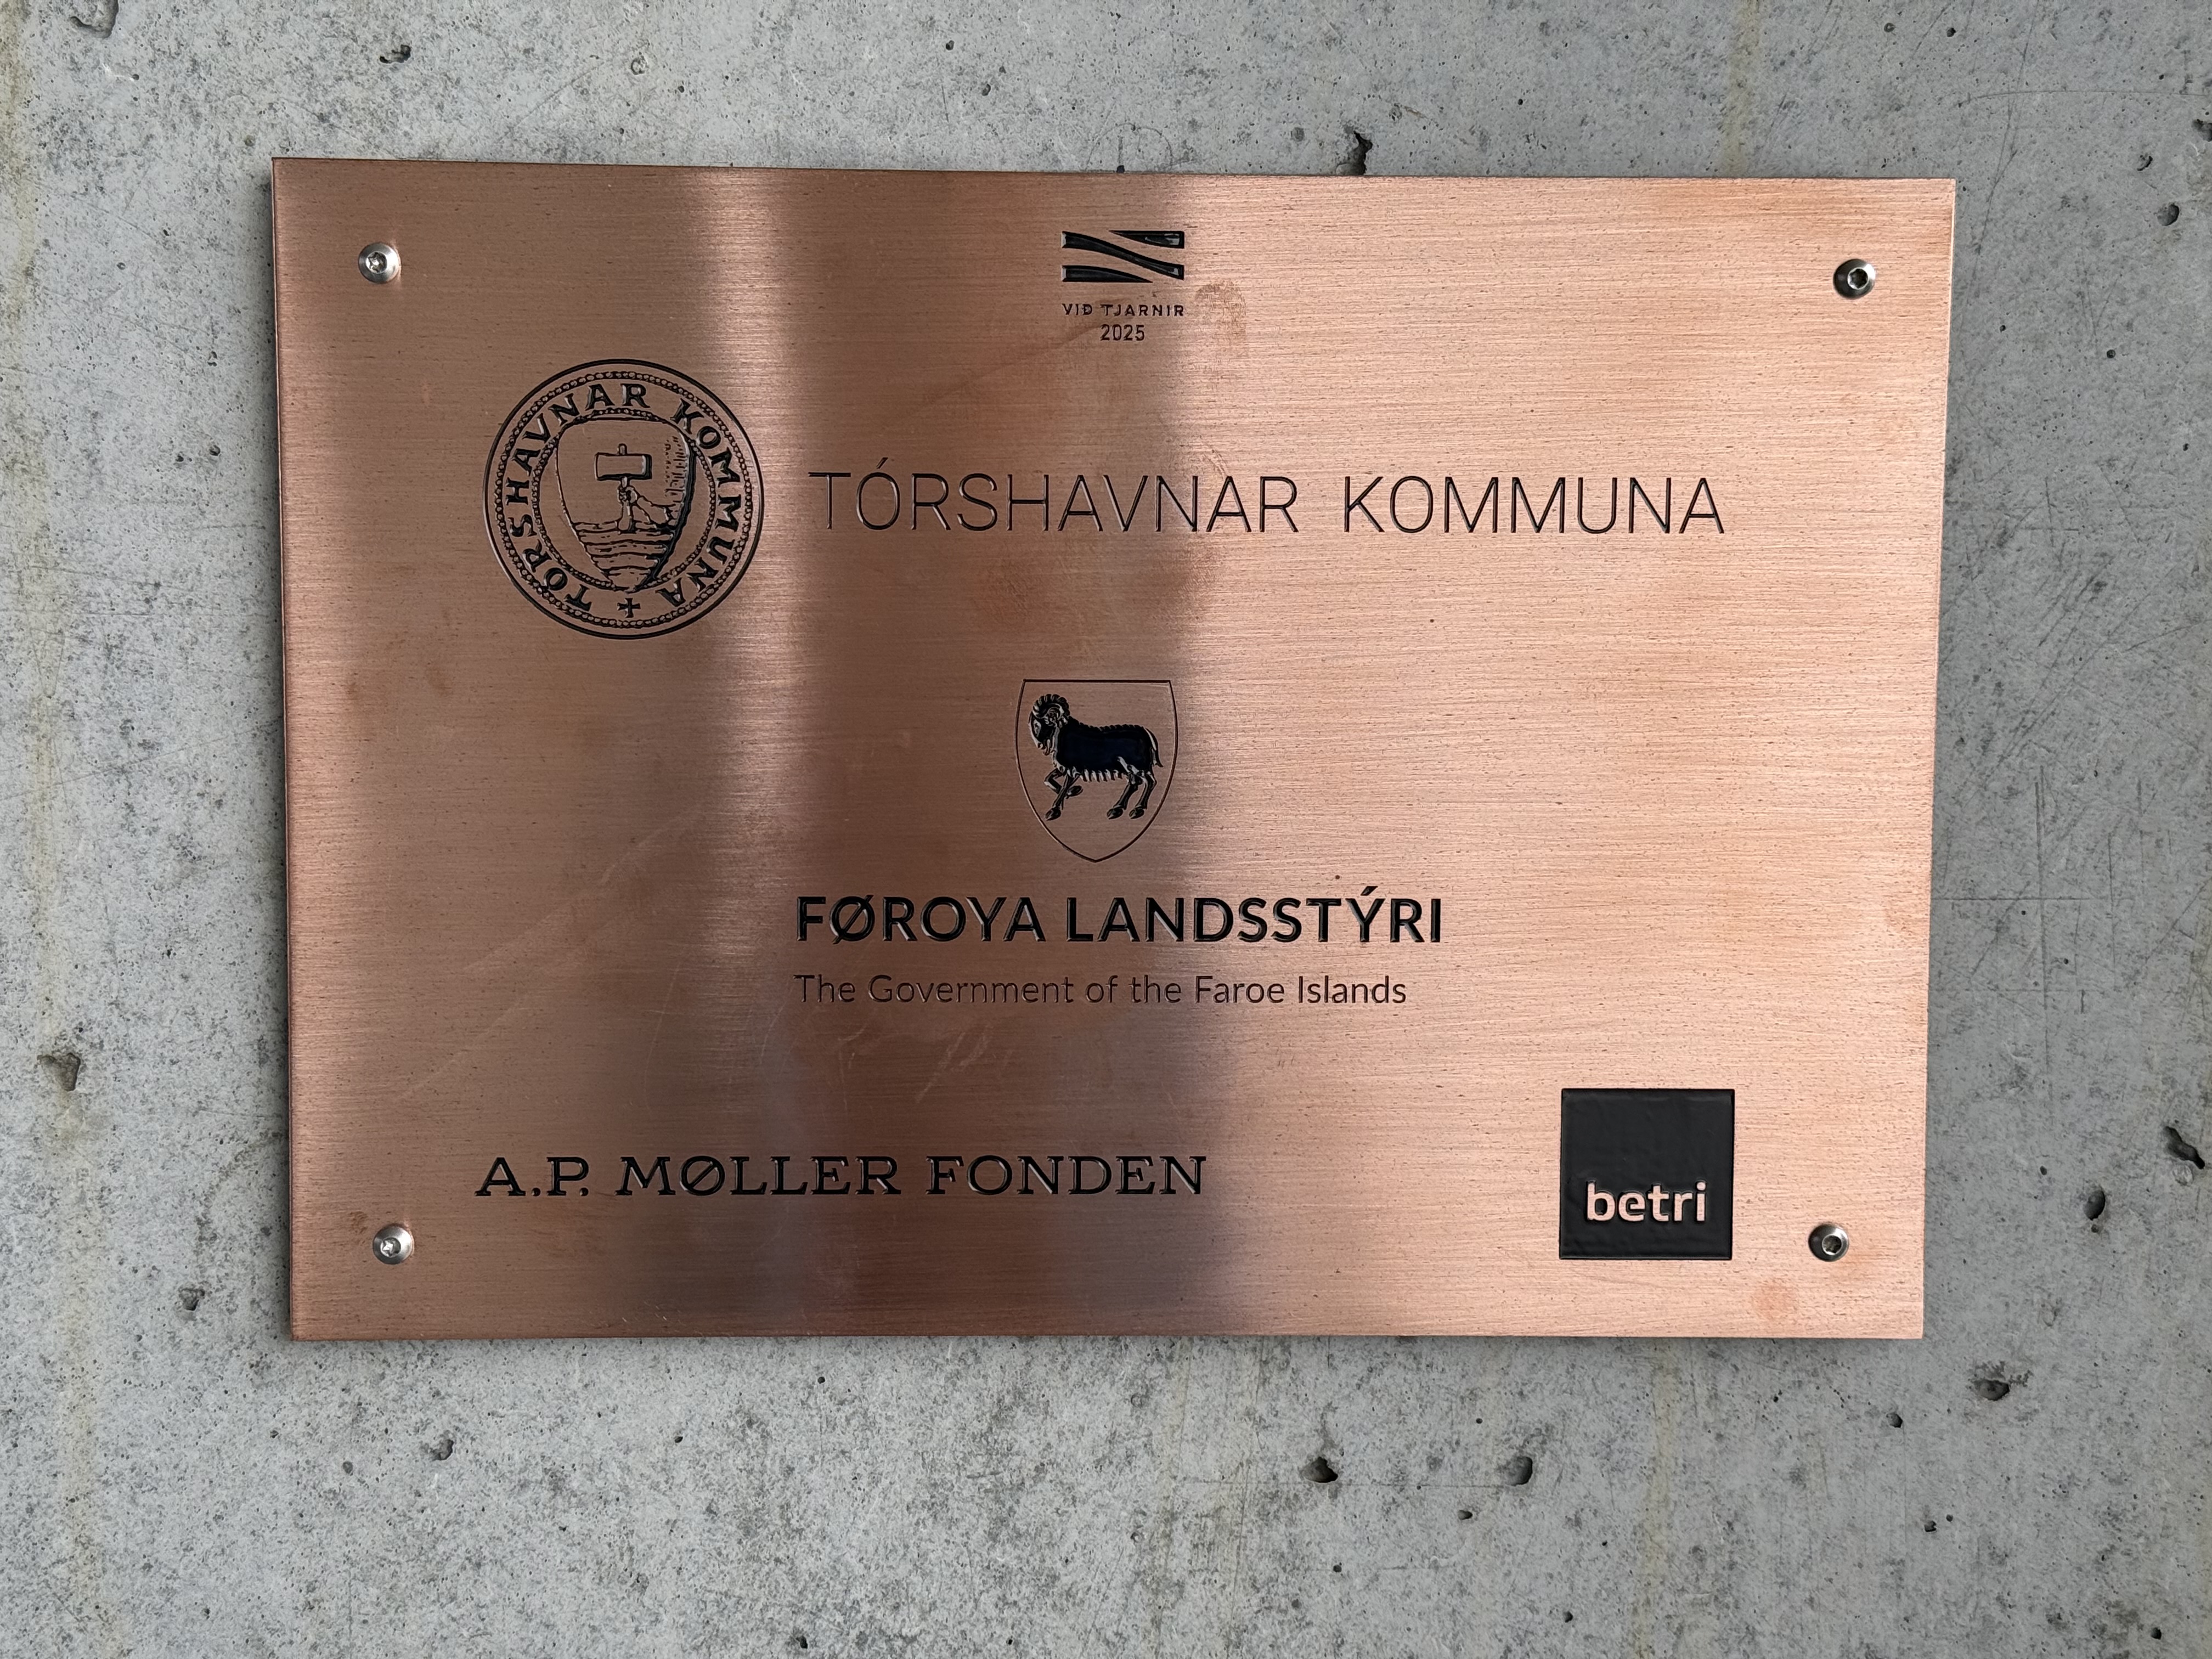 VIÐ TJARNIR
2025
TÓRSHAVNAR KOMMUNA
TÓRSHAVNAR KOMMUNA
FØROYA LANDSSTÝRI
The Government of the Faroe Islands
A.P. MØLLER FONDEN
betri